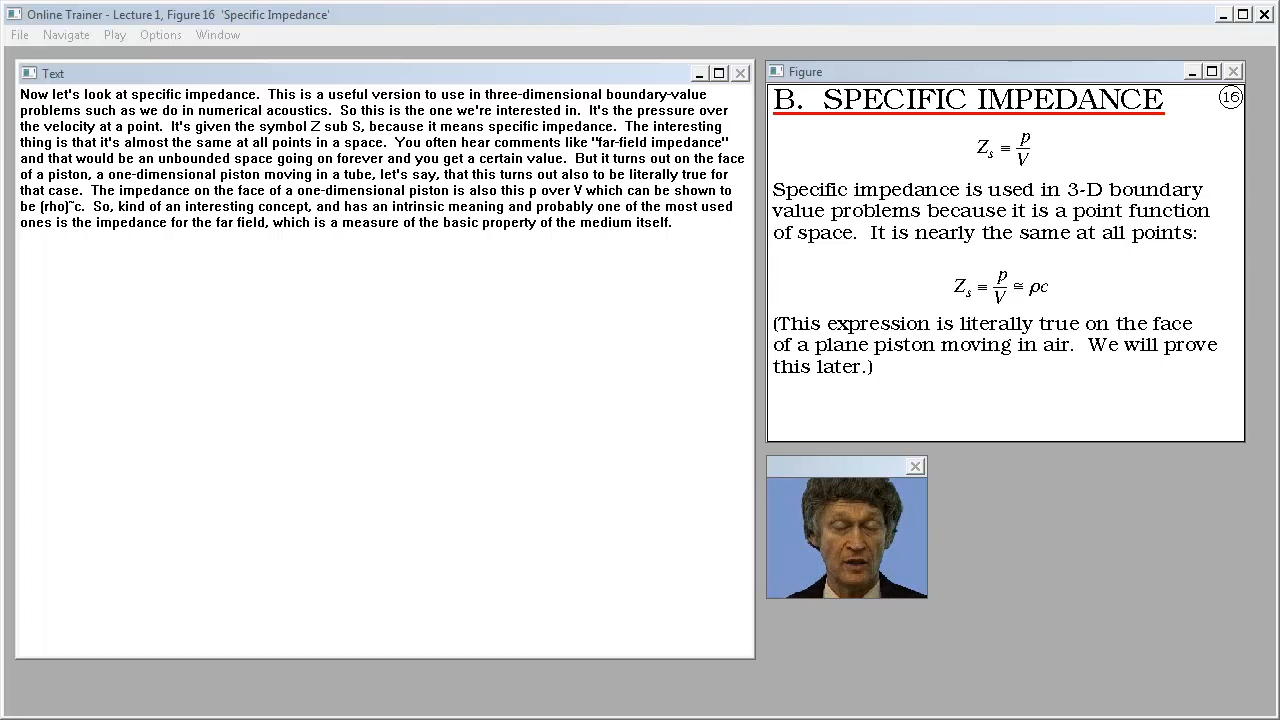 Online Trainer - Lecture 1, Figure 16 'Specific Impedance'
File Navigate Play Options Window
Text
Now let's look at specific impedance. This is a useful version to use in three-dimensional boundary-value
problems such as we do in numerical acoustics. So this is the one we're interested in. It's the pressure over
the velocity at a point. It's given the symbol Z sub S, because it means specific impedance. The interesting
thing is that it's almost the same at all points in a space. You often hear comments like "far-field impedance"
and that would be an unbounded space going on forever and you get a certain value. But it turns out on the face
of a piston, a one-dimensional piston moving in a tube, let's say, that this turns out also to be literally true for
that case. The impedance on the face of a one-dimensional piston is also this p over V which can be shown to
be [rho]~c. So, kind of an interesting concept, and has an intrinsic meaning and probably one of the most used
ones is the impedance for the far field, which is a measure of the basic property of the medium itself.
Figure
B. SPECIFIC IMPEDANCE 16
Zs ≡ p/V
Specific impedance is used in 3-D boundary
value problems because it is a point function
of space. It is nearly the same at all points:
Zs ≡ p/V ≅ ρc
(This expression is literally true on the face
of a plane piston moving in air. We will prove
this later.)